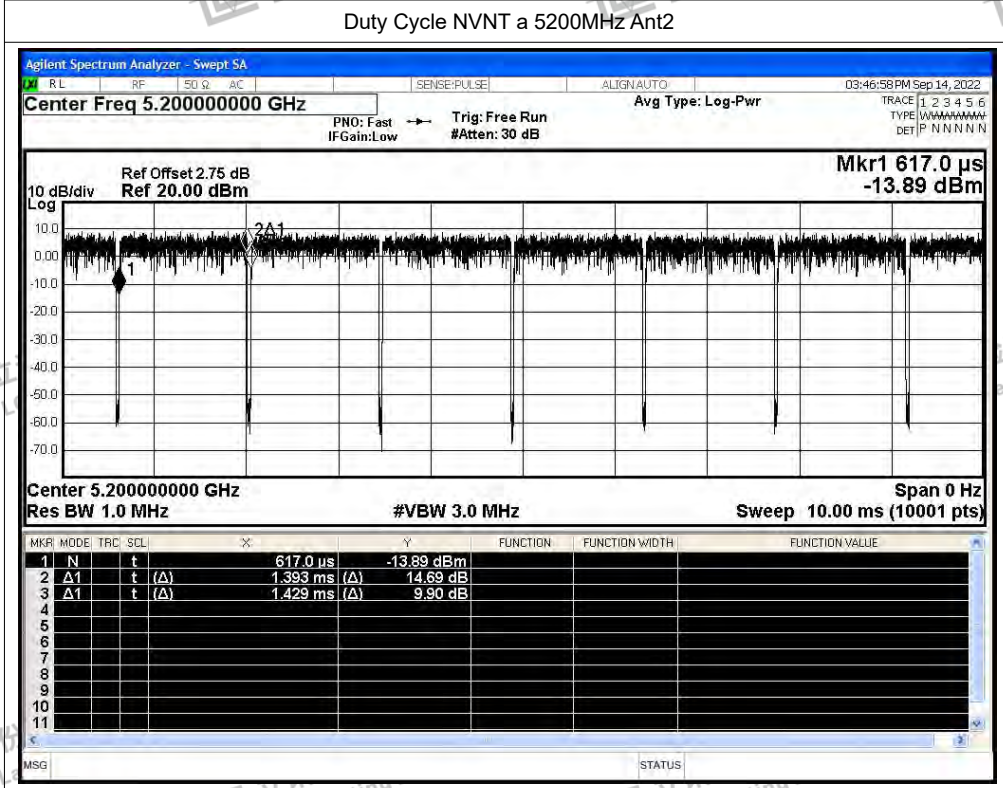 Duty Cycle NVNT a 5200MHz Ant2
Agilent Spectrum Analyzer - Swept SA
RL RF 50 Ω AC SENSE:PULSE ALIGN AUTO 03:46:58 PM Sep 14, 2022
Center Freq 5.200000000 GHz Avg Type: Log-Pwr TRACE 1 2 3 4 5 6
PNO: Fast Trig: Free Run TYPE WWWWWW
IFGain:Low #Atten: 30 dB DET P N N N N N
Mkr1 617.0 µs
Ref Offset 2.75 dB
10 dB/div Ref 20.00 dBm -13.89 dBm
Log
10.0
2Δ1
0.00
1
-10.0
-20.0
-30.0
-40.0
-50.0
-60.0
-70.0
Center 5.200000000 GHz Span 0 Hz
Res BW 1.0 MHz #VBW 3.0 MHz Sweep 10.00 ms (10001 pts)
MKR MODE TRC SCL X Y FUNCTION FUNCTION WIDTH FUNCTION VALUE
1 N t 617.0 µs -13.89 dBm
2 Δ1 t (Δ) 1.393 ms (Δ) 14.69 dB
3 Δ1 t (Δ) 1.429 ms (Δ) 9.90 dB
4
5
6
7
8
9
10
11
MSG STATUS